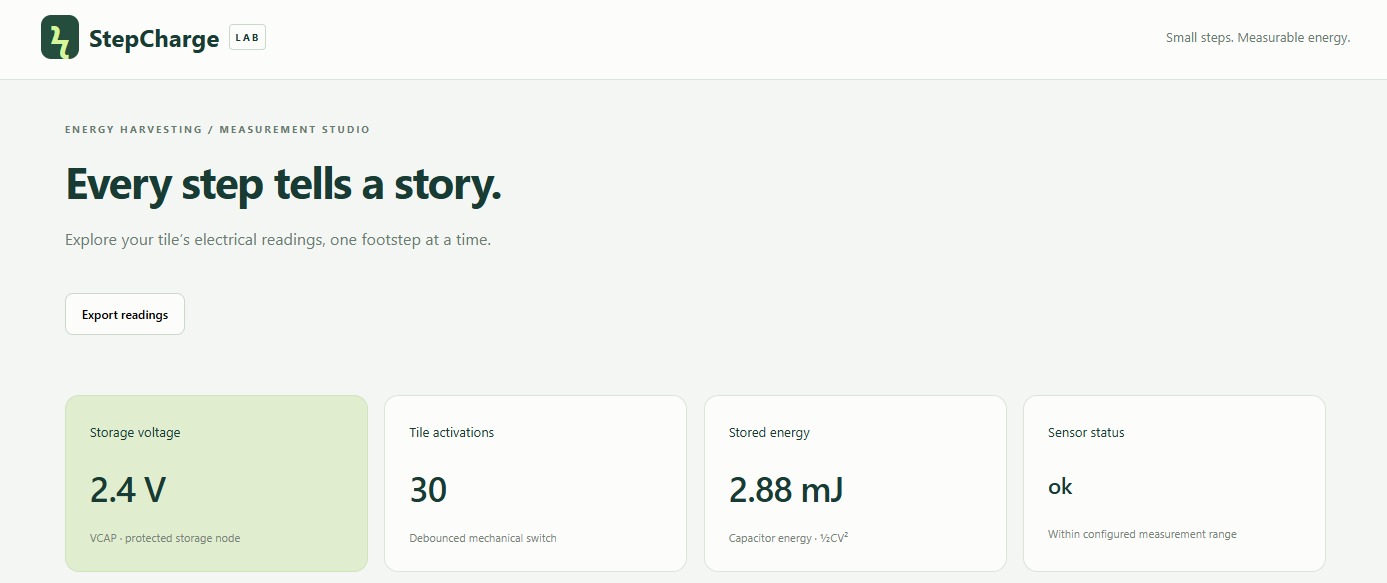 StepCharge LAB
Small steps. Measurable energy.
ENERGY HARVESTING / MEASUREMENT STUDIO
Every step tells a story.
Explore your tile's electrical readings, one footstep at a time.
Export readings
Storage voltage
2.4 V
VCAP · protected storage node
Tile activations
30
Debounced mechanical switch
Stored energy
2.88 mJ
Capacitor energy · ½CV²
Sensor status
ok
Within configured measurement range